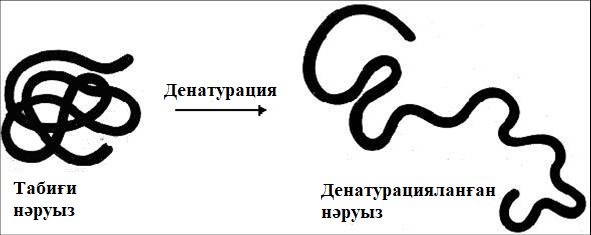 Денатурация
Табиғи
нәруыз
Денатурацияланған
нәруыз